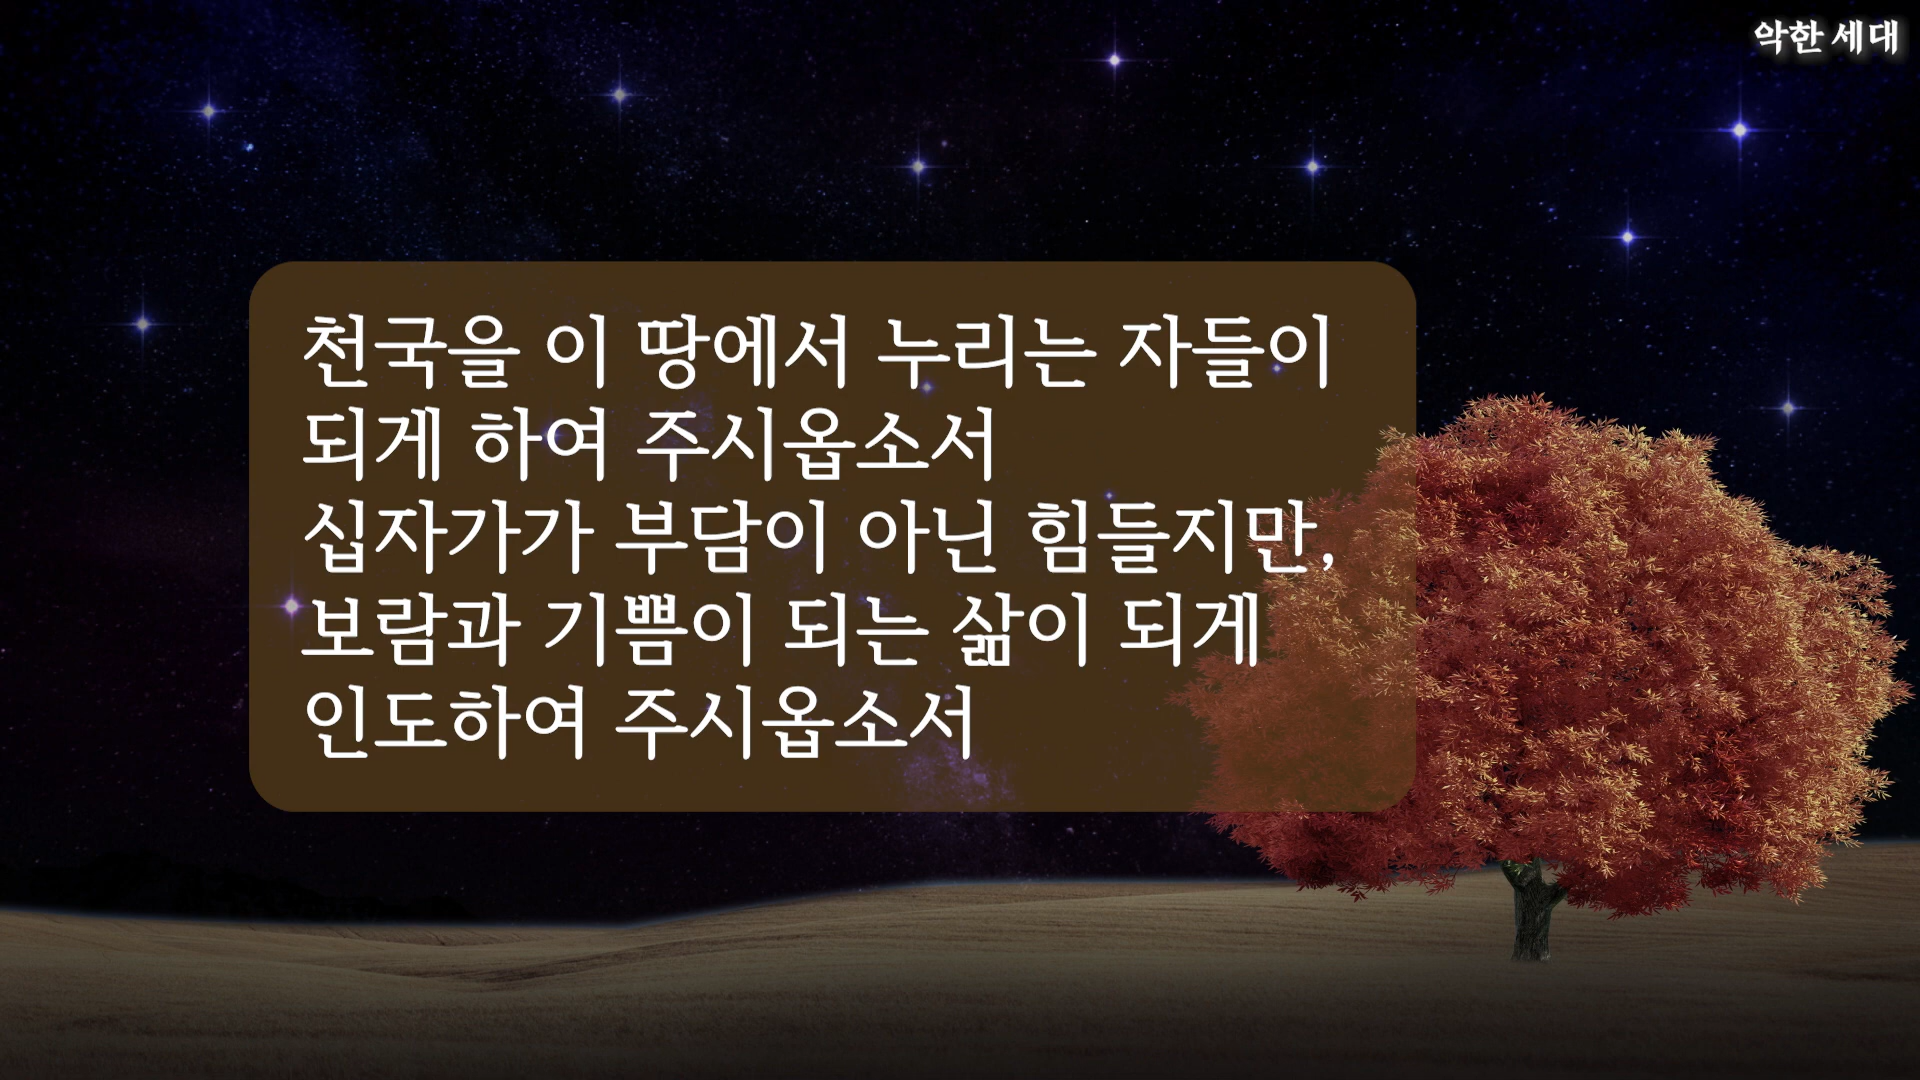 악한 세대
천국을 이 땅에서 누리는 자들이
되게 하여 주시옵소서
십자가가 부담이 아닌 힘들지만,
보람과 기쁨이 되는 삶이 되게
인도하여 주시옵소서